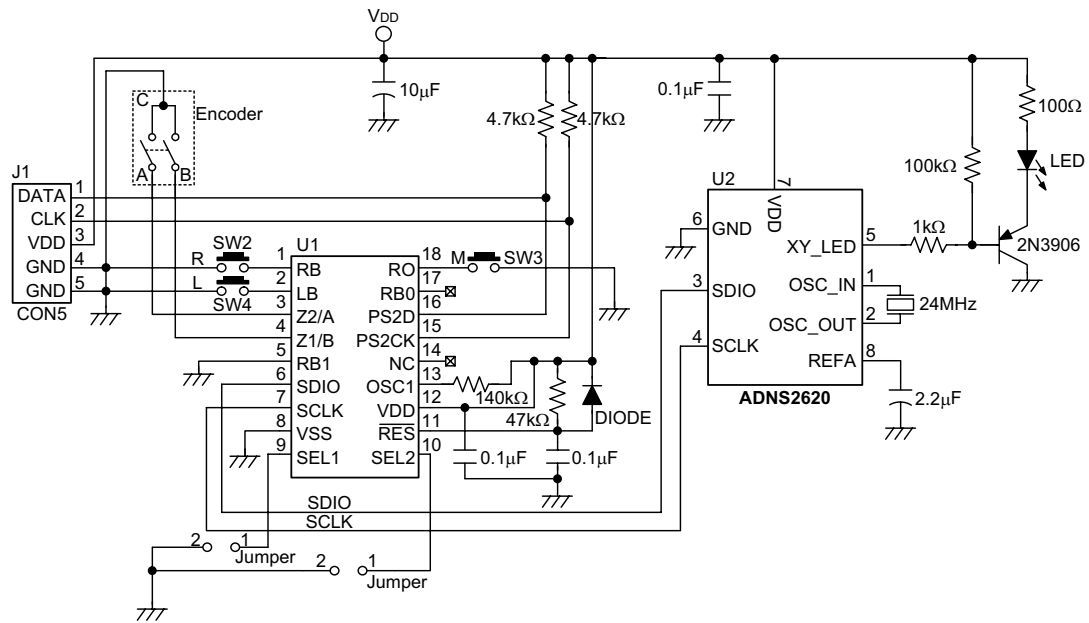 VDD
10μF
0.1μF
4.7kΩ
4.7kΩ
100Ω
LED
100kΩ
1kΩ
2N3906
C
Encoder
A
B
J1
DATA 1
CLK 2
VDD 3
GND 4
GND 5
CON5
R
SW2
L
SW4
U1
1 RB
2 LB
3 Z2/A
4 Z1/B
5 RB1
6 SDIO
7 SCLK
8 VSS
9 SEL1
RO 18
RB0 17
PS2D 16
PS2CK 15
NC 14
OSC1 13
VDD 12
RES 11
SEL2 10
M
SW3
140kΩ
47kΩ
DIODE
0.1μF
0.1μF
SDIO
SCLK
2
1
Jumper
2
1
Jumper
U2
7
VDD
6 GND
3 SDIO
4 SCLK
XY_LED 5
OSC_IN 1
OSC_OUT 2
REFA 8
24MHz
2.2μF
ADNS2620